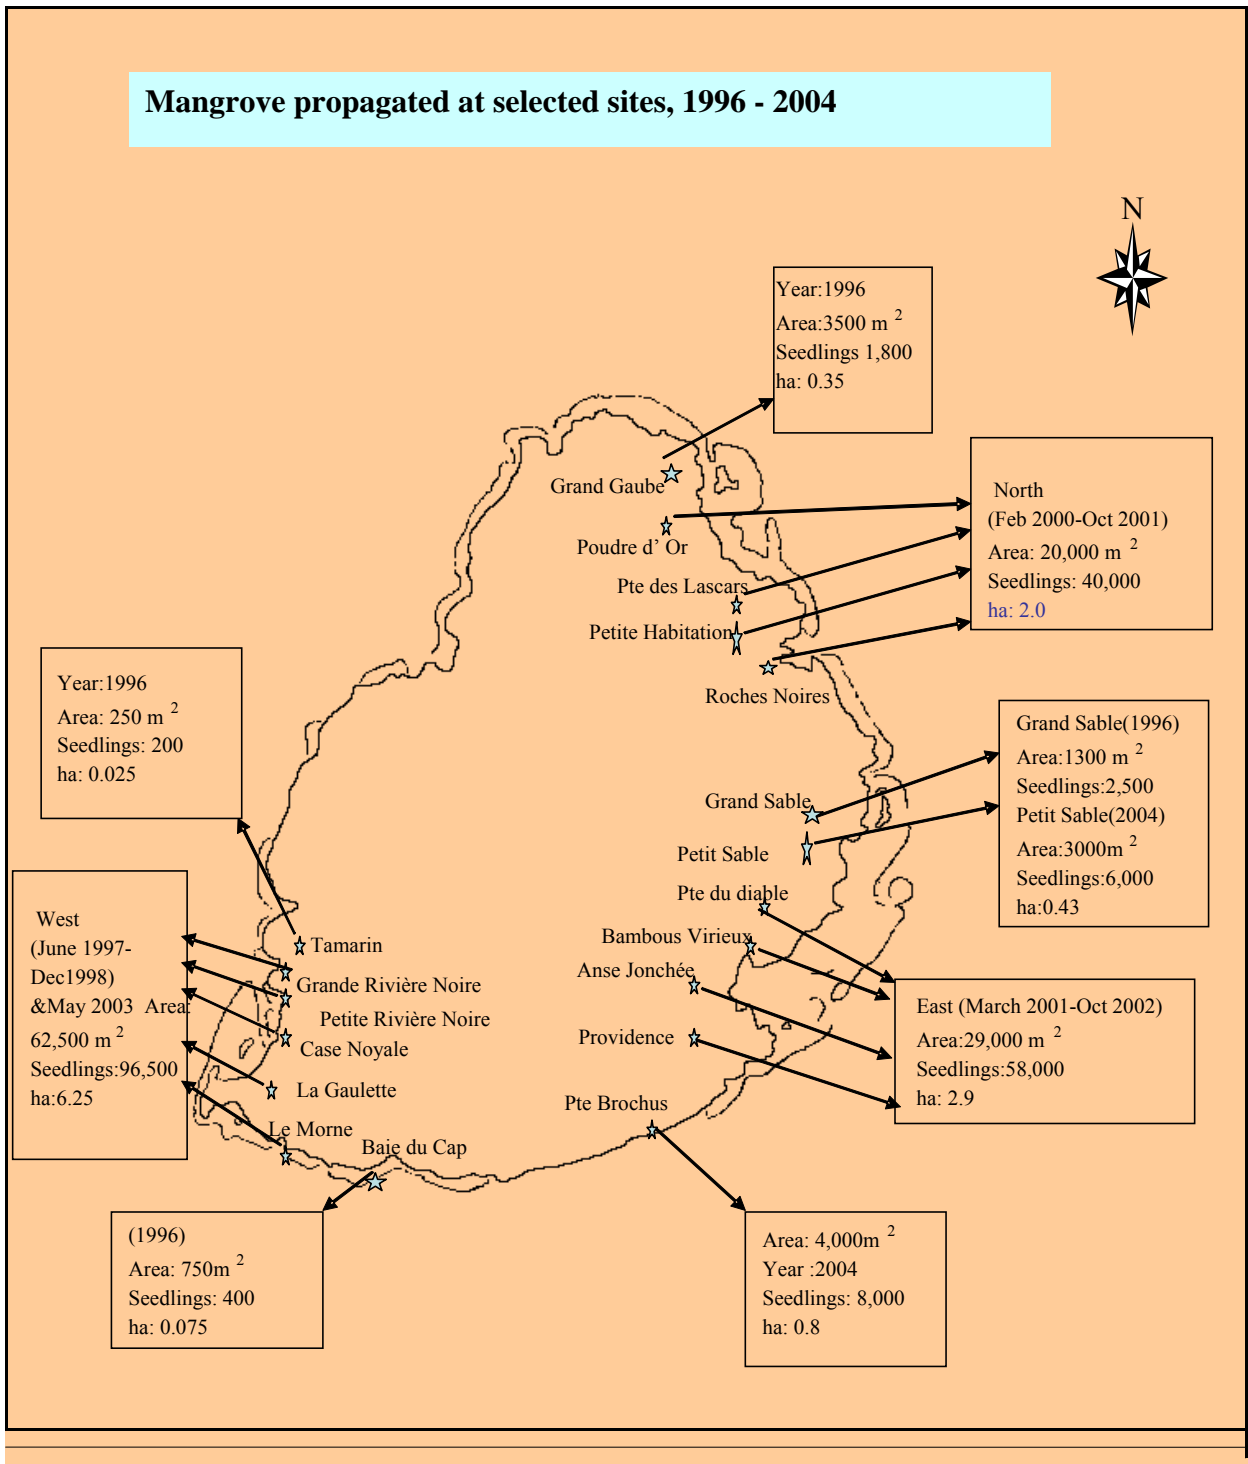 Mangrove propagated at selected sites, 1996 - 2004
N
Year:1996
Area:3500 m 2
Seedlings 1,800
ha: 0.35
Grand Gaube
North
(Feb 2000-Oct 2001)
Area: 20,000 m 2
Seedlings: 40,000
ha: 2.0
Poudre d' Or
Pte des Lascars
Petite Habitation
Roches Noires
Year:1996
Area: 250 m 2
Seedlings: 200
ha: 0.025
Grand Sable(1996)
Area:1300 m 2
Seedlings:2,500
Petit Sable(2004)
Area:3000m 2
Seedlings:6,000
ha:0.43
Grand Sable
Petit Sable
Pte du diable
Bambous Virieux
Anse Jonchée
Providence
Pte Brochus
West
(June 1997-
Dec1998)
&May 2003 Area:
62,500 m 2
Seedlings:96,500
ha:6.25
Tamarin
Grande Rivière Noire
Petite Rivière Noire
Case Noyale
La Gaulette
Le Morne
Baie du Cap
East (March 2001-Oct 2002)
Area:29,000 m 2
Seedlings:58,000
ha: 2.9
(1996)
Area: 750m 2
Seedlings: 400
ha: 0.075
Area: 4,000m 2
Year :2004
Seedlings: 8,000
ha: 0.8